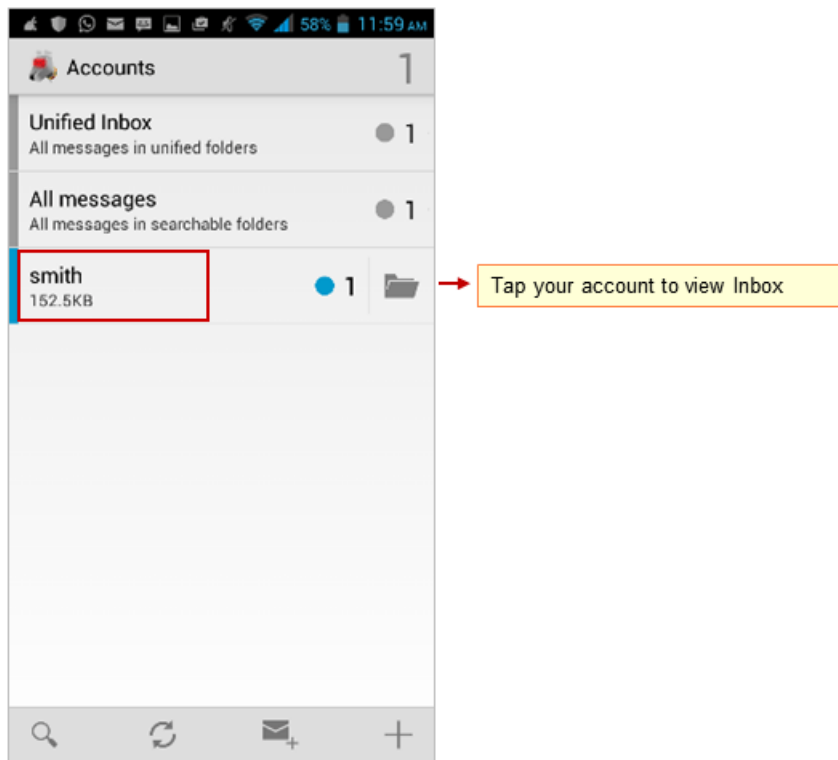 58% 11:59 AM
Accounts 1
Unified Inbox
All messages in unified folders
1
All messages
All messages in searchable folders
1
smith
152.5KB
1
Tap your account to view Inbox